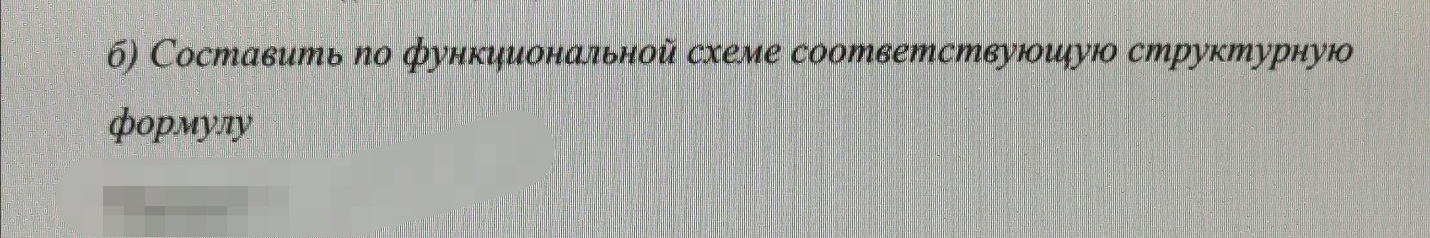 б) Составить по функциональной схеме соответствующую структурную
формулу